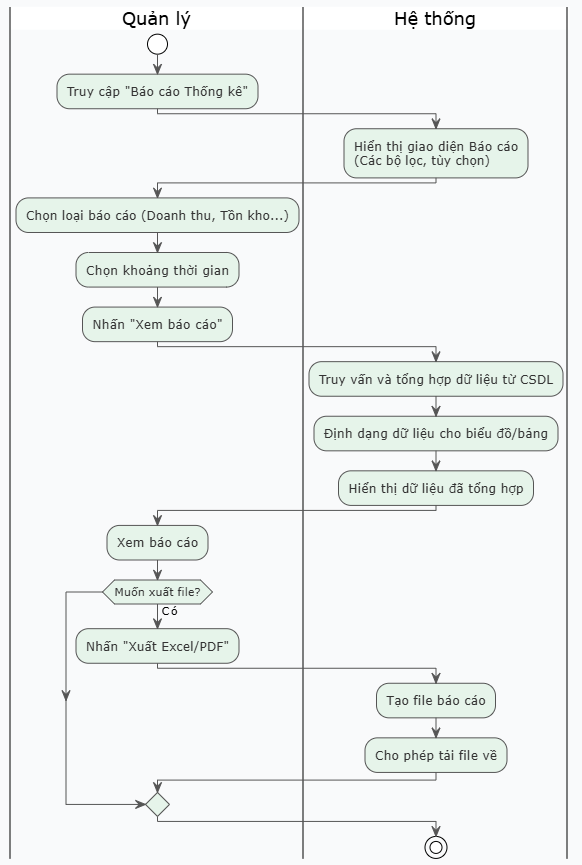 Quản lý
Hệ thống
Truy cập "Báo cáo Thống kê"
Hiển thị giao diện Báo cáo
(Các bộ lọc, tùy chọn)
Chọn loại báo cáo (Doanh thu, Tồn kho...)
Chọn khoảng thời gian
Nhấn "Xem báo cáo"
Truy vấn và tổng hợp dữ liệu từ CSDL
Định dạng dữ liệu cho biểu đồ/bảng
Hiển thị dữ liệu đã tổng hợp
Xem báo cáo
Muốn xuất file?
Có
Nhấn "Xuất Excel/PDF"
Tạo file báo cáo
Cho phép tải file về